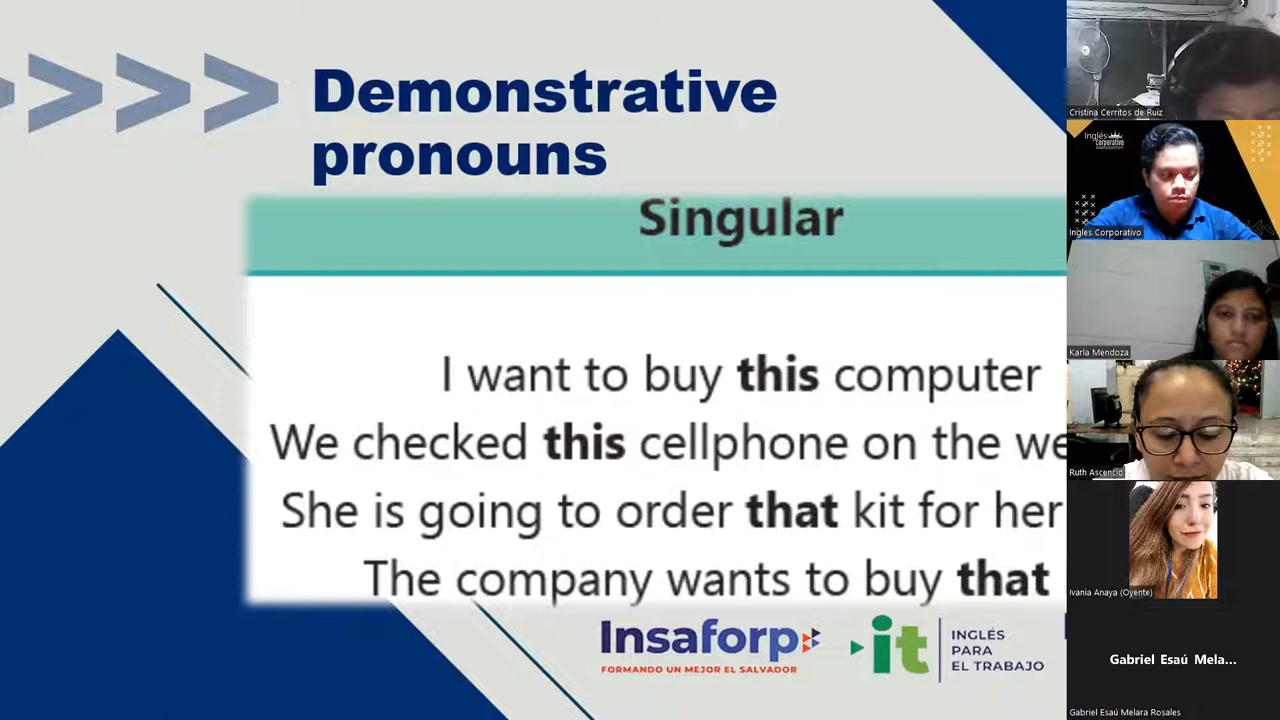 Demonstrative
pronouns
Singular
I want to buy this computer
We checked this cellphone on the we
She is going to order that kit for her
The company wants to buy that
Insaforp
FORMANDO UN MEJOR EL SALVADOR
it
INGLÉS
PARA
EL TRABAJO
Cristina Cerritos de Ruiz
Inglés
corporativo
Ingles Corporativo
Karla Mendoza
Ruth Ascencio
Ivania Anaya (Oyente)
Gabriel Esaú Mela...
Gabriel Esaú Melara Rosales